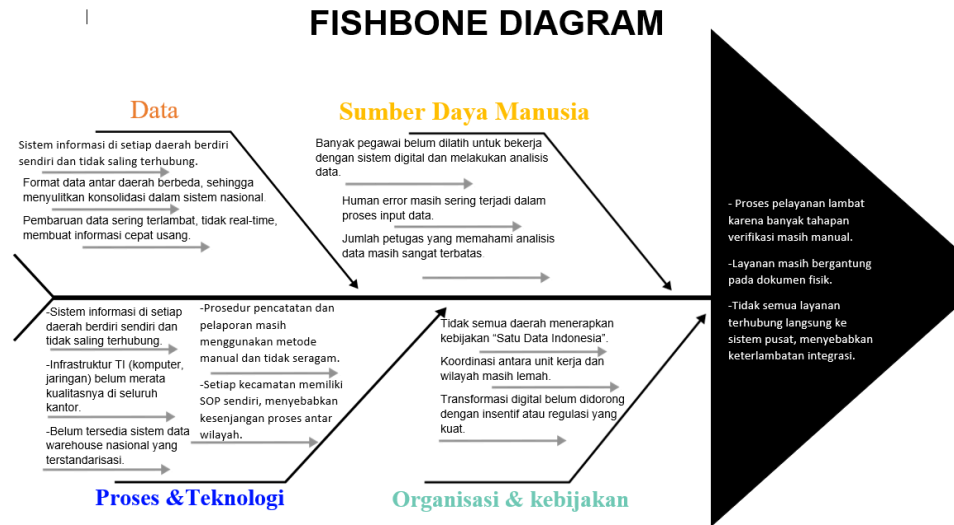 FISHBONE DIAGRAM
Data
Sistem informasi di setiap daerah berdiri
sendiri dan tidak saling terhubung.
Format data antar daerah berbeda, sehingga
menyulitkan konsolidasi dalam sistem nasional.
Pembaruan data sering terlambat, tidak real-time,
membuat informasi cepat usang.
Sumber Daya Manusia
Banyak pegawai belum dilatih untuk bekerja
dengan sistem digital dan melakukan analisis
data.
Human error masih sering terjadi dalam
proses input data.
Jumlah petugas yang memahami analisis
data masih sangat terbatas.
- Proses pelayanan lambat
karena banyak tahapan
verifikasi masih manual.
-Layanan masih bergantung
pada dokumen fisik.
-Tidak semua layanan
terhubung langsung ke
sistem pusat, menyebabkan
keterlambatan integrasi.
-Sistem informasi di setiap
daerah berdiri sendiri dan
tidak saling terhubung.
-Infrastruktur TI (komputer,
jaringan) belum merata
kualitasnya di seluruh
kantor.
-Belum tersedia sistem data
warehouse nasional yang
terstandarisasi.
-Prosedur pencatatan dan
pelaporan masih
menggunakan metode
manual dan tidak seragam.
-Setiap kecamatan memiliki
SOP sendiri, menyebabkan
kesenjangan proses antar
wilayah.
Proses &Teknologi
Tidak semua daerah menerapkan
kebijakan “Satu Data Indonesia”.
Koordinasi antara unit kerja dan
wilayah masih lemah.
Transformasi digital belum didorong
dengan insentif atau regulasi yang
kuat.
Organisasi & kebijakan